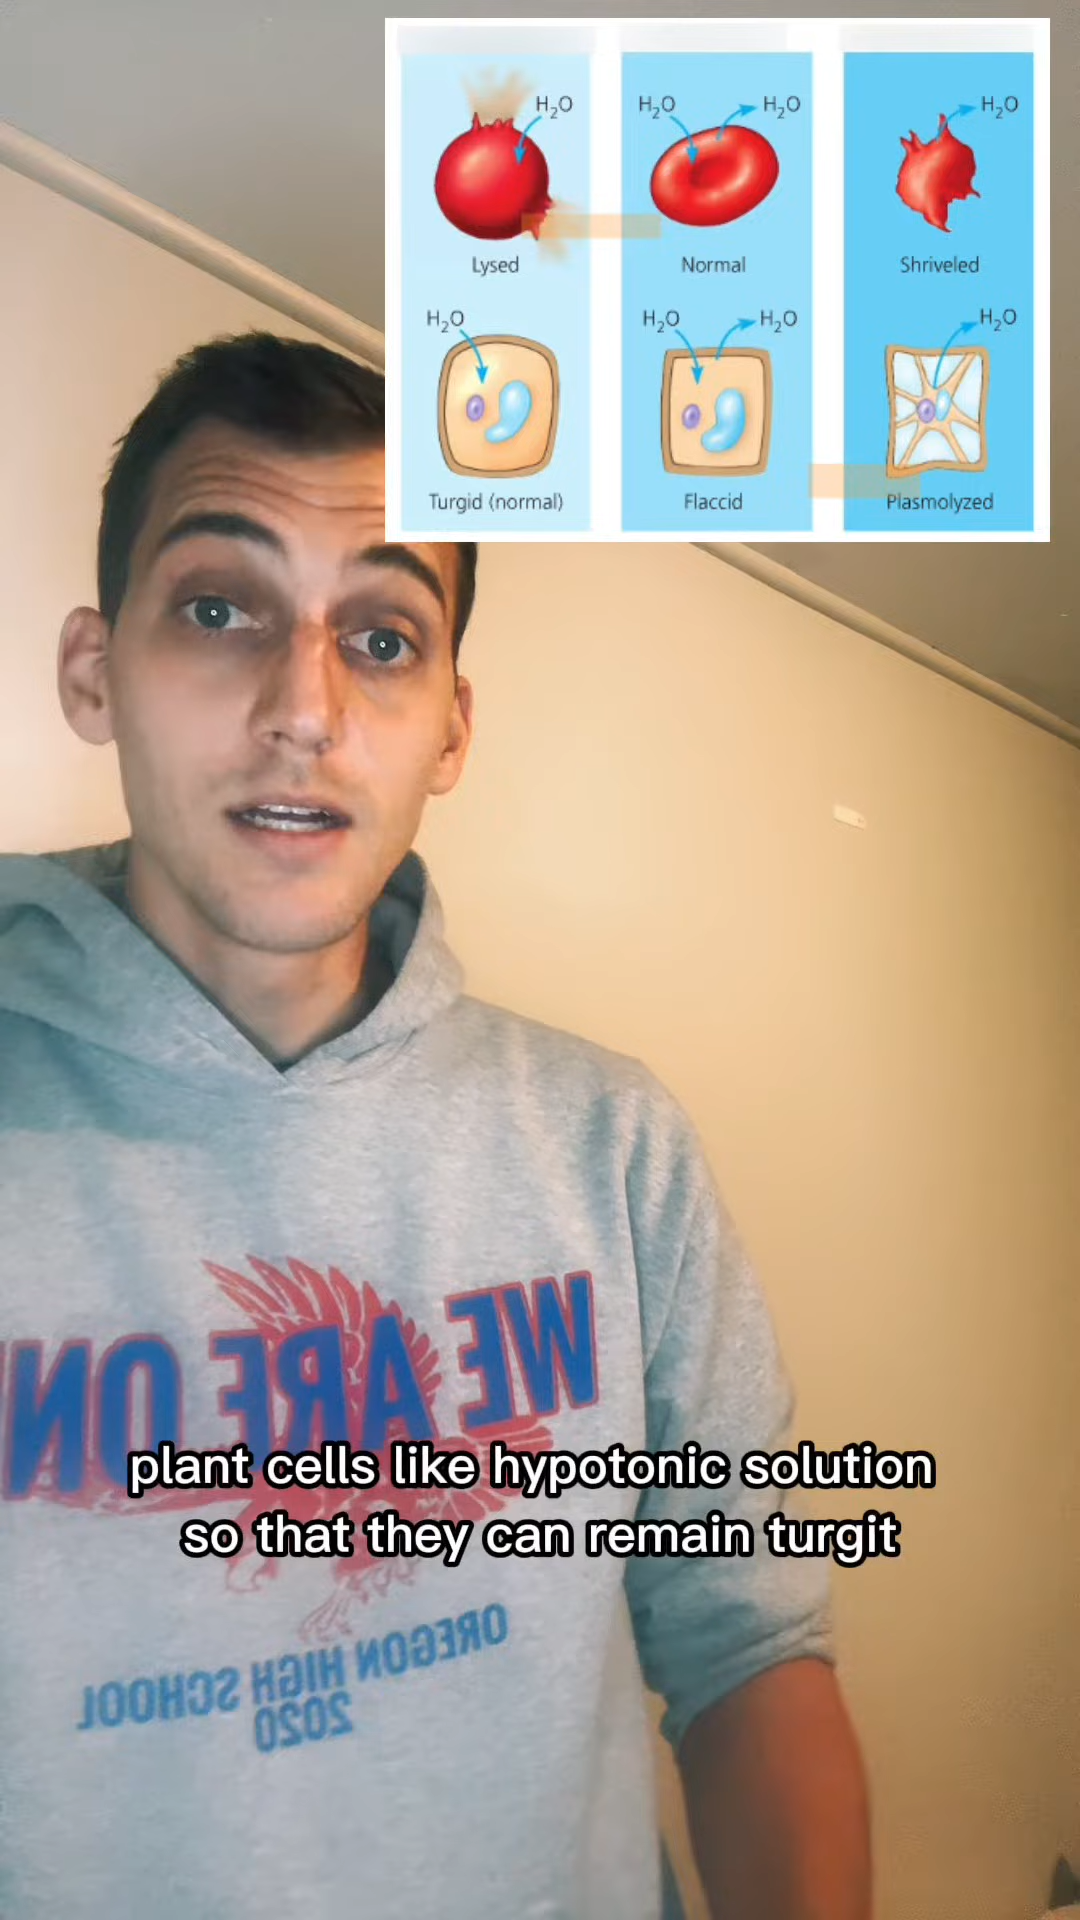 H₂O
H₂O
H₂O
H₂O
Lysed
Normal
Shriveled
H₂O
H₂O
H₂O
H₂O
Turgid (normal)
Flaccid
Plasmolyzed
WE ARE ON
plant cells like hypotonic solution
so that they can remain turgit
OREGON HIGH SCHOOL
2020